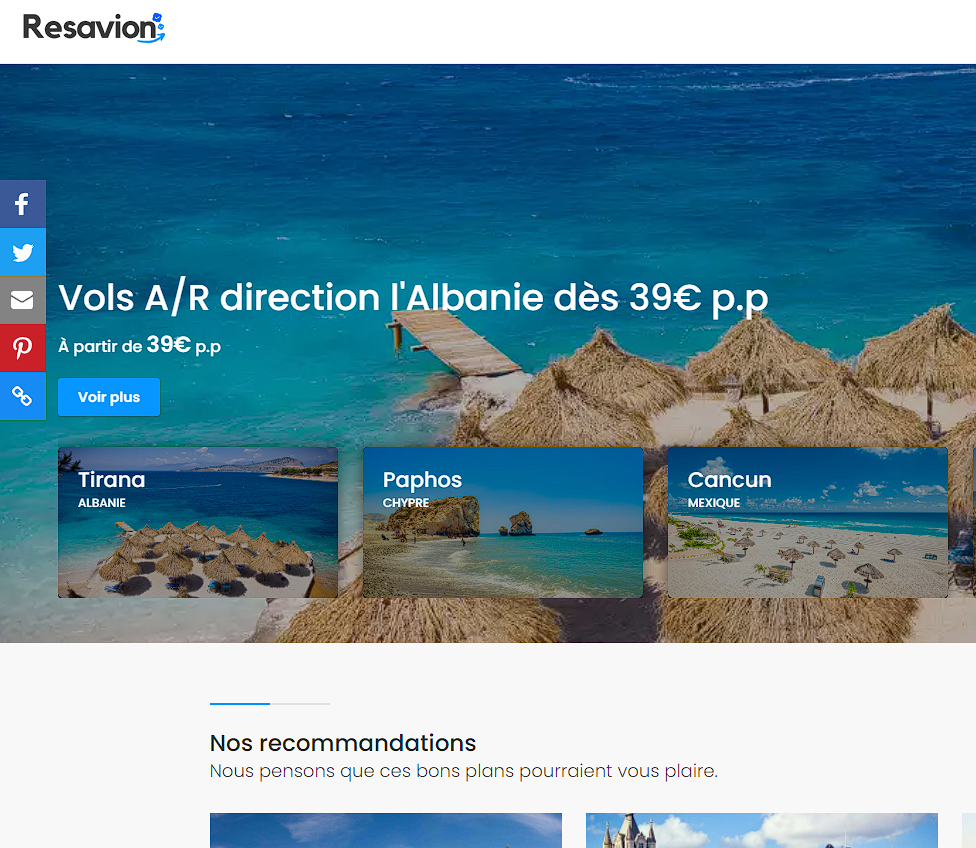 Resavion
Vols A/R direction l'Albanie dès 39€ p.p
À partir de 39€ p.p
Voir plus
Tirana
ALBANIE
Paphos
CHYPRE
Cancun
MEXIQUE
Nos recommandations
Nous pensons que ces bons plans pourraient vous plaire.